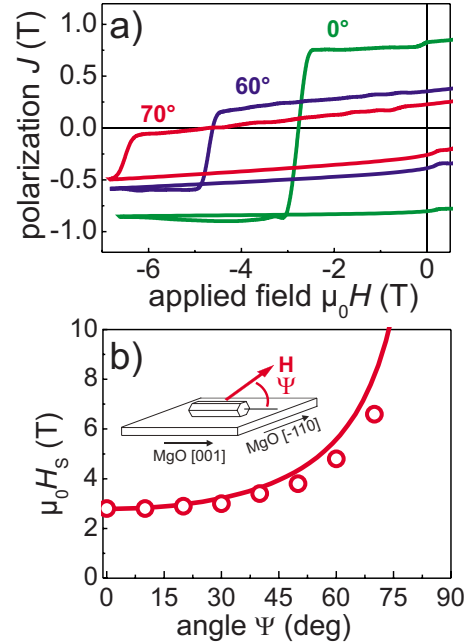 a)
0°
60°
70°
polarization J (T)
1.0
0.5
0.0
-0.5
-1.0
-6 -4 -2 0
applied field μ₀H (T)
b)
H
Ψ
MgO [001]
MgO [-110]
μ₀Hₛ (T)
10
8
6
4
2
0
0 15 30 45 60 75 90
angle Ψ (deg)